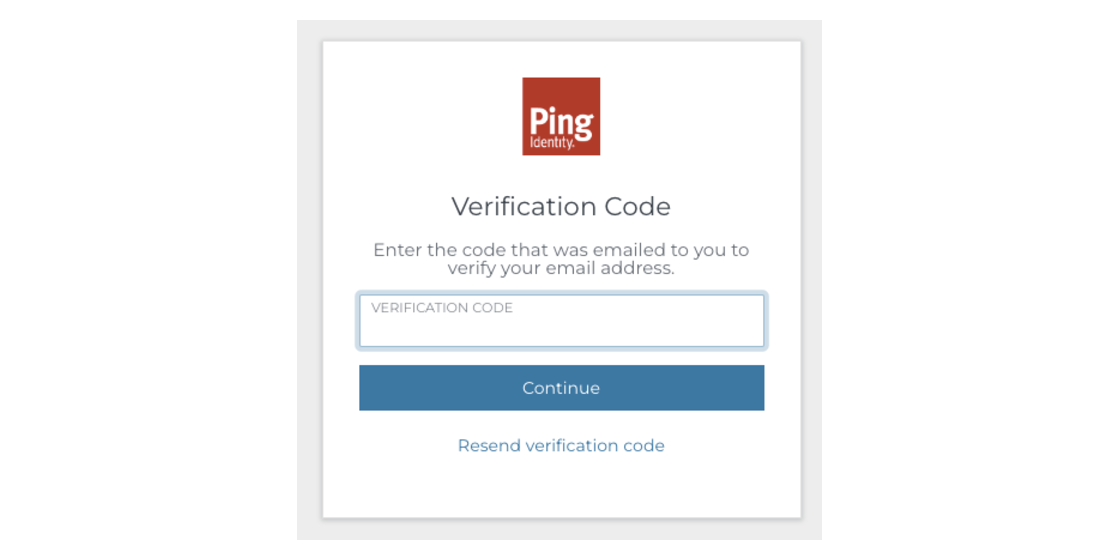 Ping
Identity.
Verification Code
Enter the code that was emailed to you to
verify your email address.
VERIFICATION CODE
Continue
Resend verification code